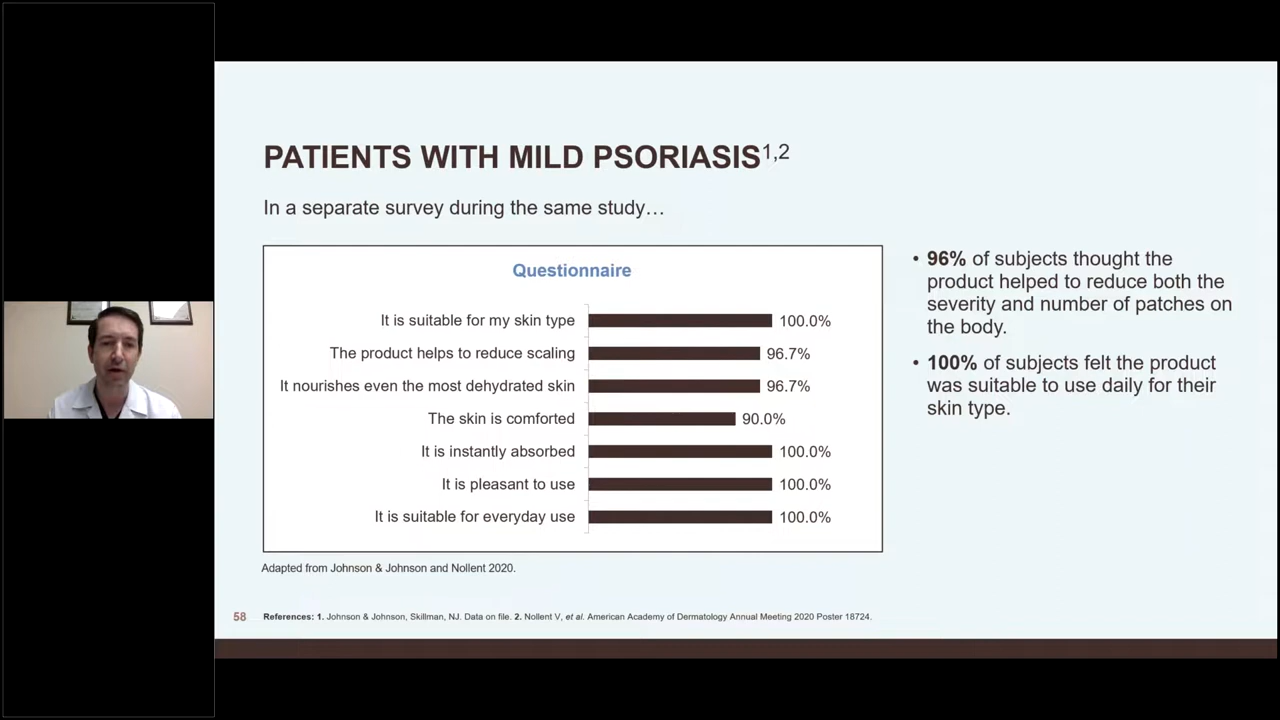 PATIENTS WITH MILD PSORIASIS1,2
In a separate survey during the same study…
Questionnaire
It is suitable for my skin type 100.0%
The product helps to reduce scaling 96.7%
It nourishes even the most dehydrated skin 96.7%
The skin is comforted 90.0%
It is instantly absorbed 100.0%
It is pleasant to use 100.0%
It is suitable for everyday use 100.0%
Adapted from Johnson & Johnson and Nollent 2020.
• 96% of subjects thought the
product helped to reduce both the
severity and number of patches on
the body.
• 100% of subjects felt the product
was suitable to use daily for their
skin type.
58 References: 1. Johnson & Johnson, Skillman, NJ. Data on file. 2. Nollent V, et al. American Academy of Dermatology Annual Meeting 2020 Poster 18724.